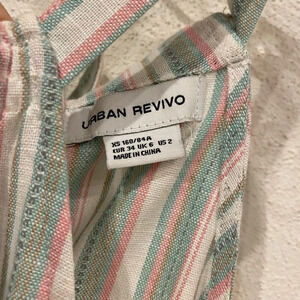 URBAN REVIVO
XS 160/84A
EUR 34 UK 6 US 2
MADE IN CHINA